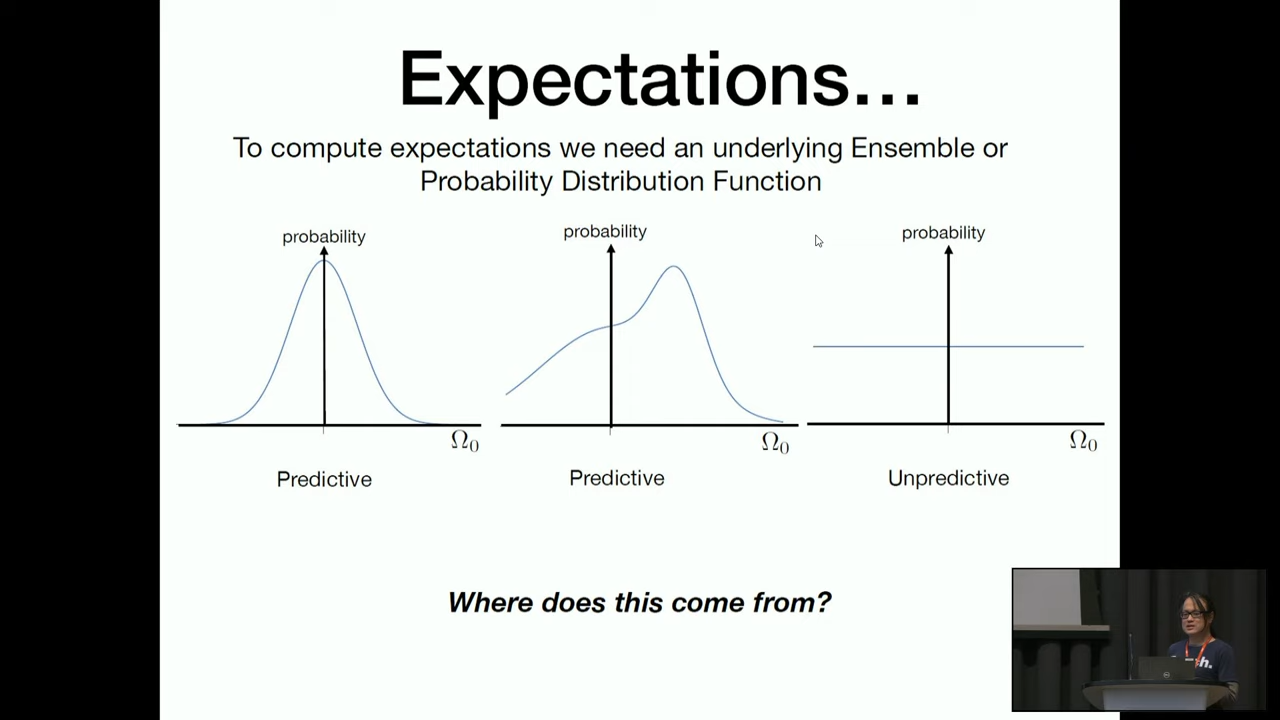 Expectations...
To compute expectations we need an underlying Ensemble or
Probability Distribution Function
probability
probability
probability
Ω₀
Ω₀
Ω₀
Predictive
Predictive
Unpredictive
Where does this come from?
h.